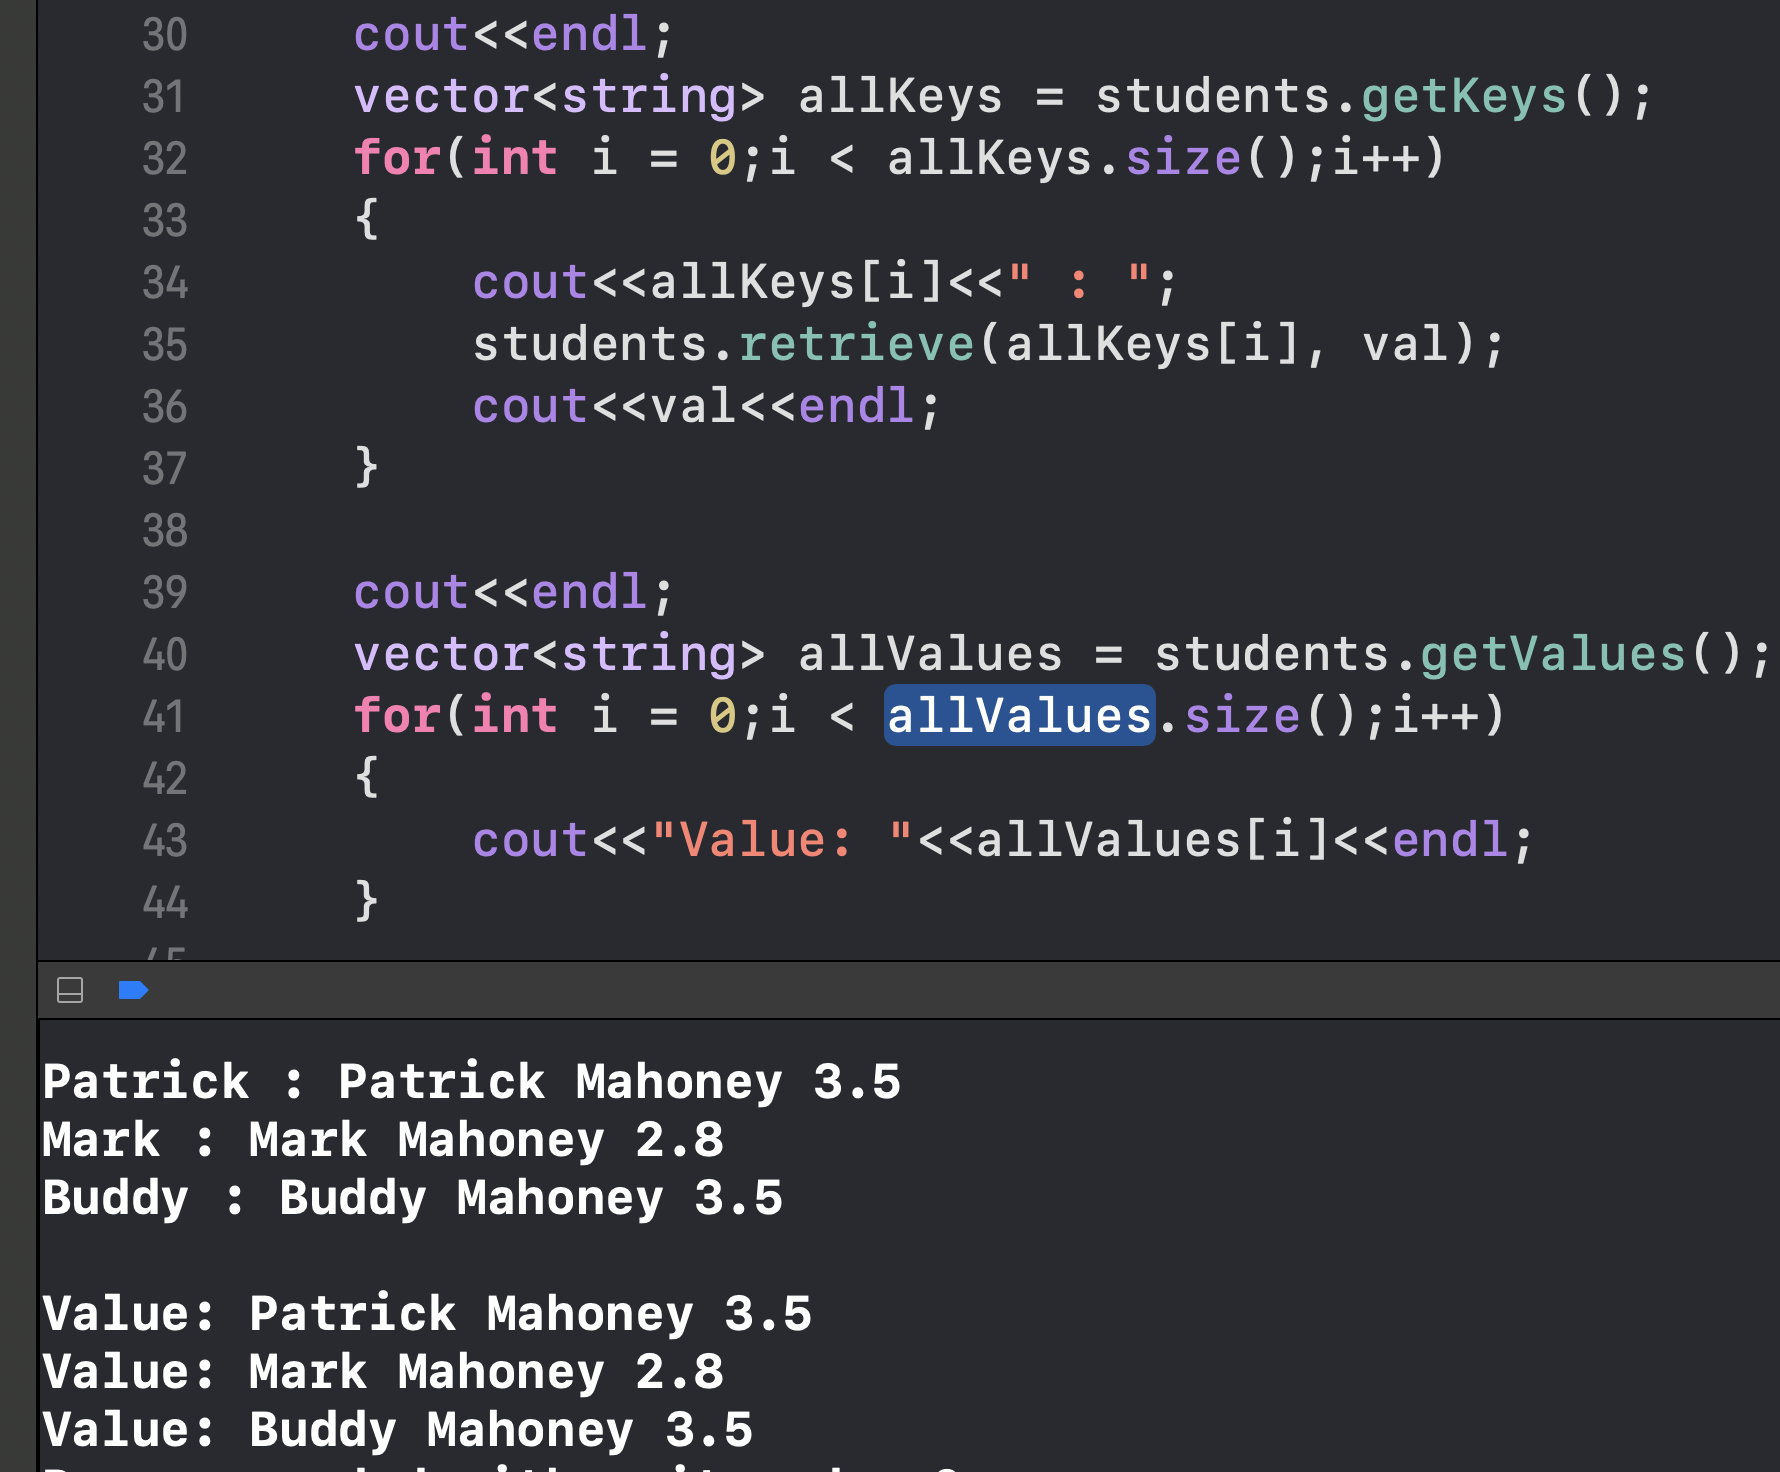 30 cout<<endl;
31 vector<string> allKeys = students.getKeys();
32 for(int i = 0;i < allKeys.size();i++)
33 {
34 cout<<allKeys[i]<<" : ";
35 students.retrieve(allKeys[i], val);
36 cout<<val<<endl;
37 }
38
39 cout<<endl;
40 vector<string> allValues = students.getValues();
41 for(int i = 0;i < allValues.size();i++)
42 {
43 cout<<"Value: "<<allValues[i]<<endl;
44 }
45
Patrick : Patrick Mahoney 3.5
Mark : Mark Mahoney 2.8
Buddy : Buddy Mahoney 3.5
Value: Patrick Mahoney 3.5
Value: Mark Mahoney 2.8
Value: Buddy Mahoney 3.5